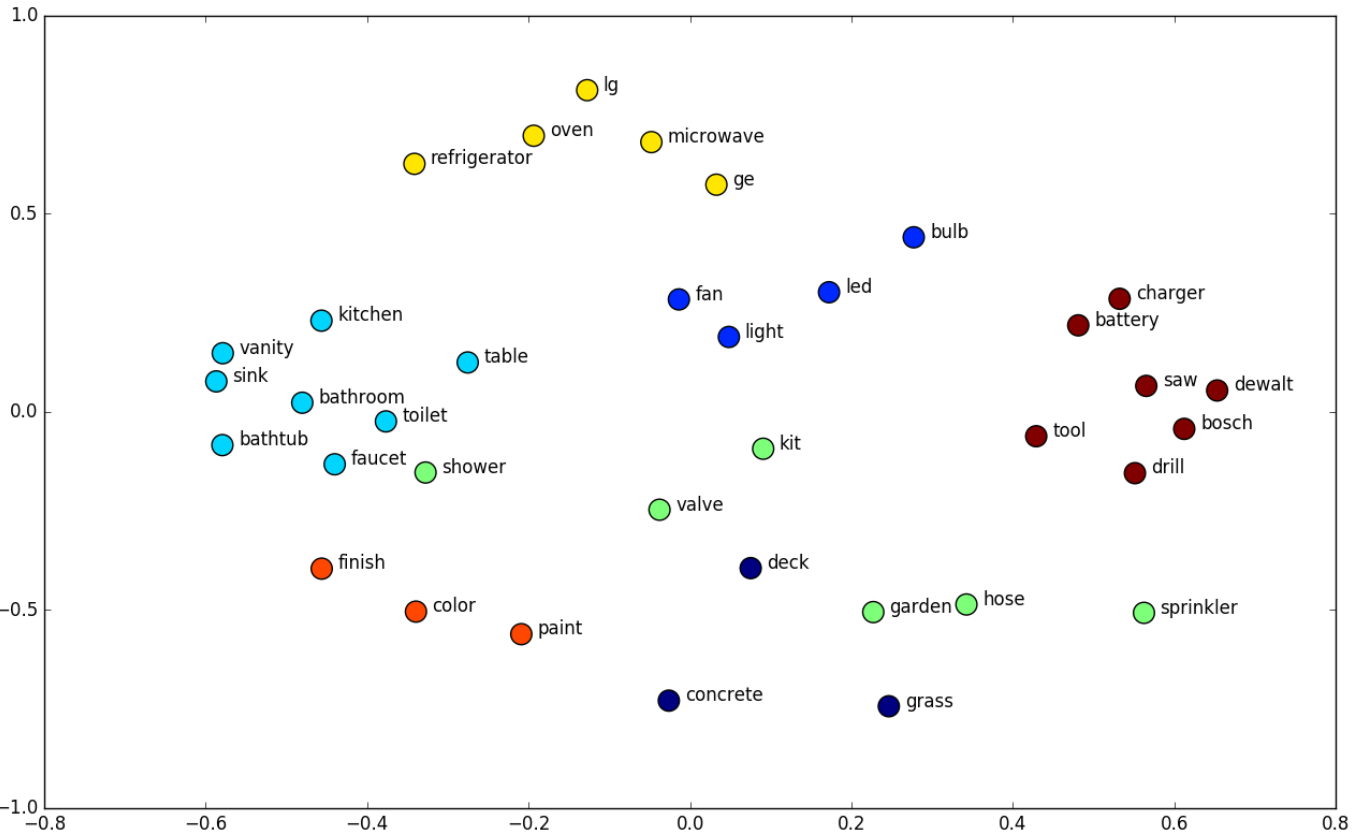 1.0
lg
oven
microwave
refrigerator
ge
0.5
bulb
fan
led
charger
kitchen
battery
light
vanity
table
sink
saw
dewalt
0.0
bathroom
toilet
bosch
bathtub
kit
tool
faucet
shower
drill
valve
finish
deck
color
garden
hose
sprinkler
−0.5
paint
concrete
grass
−1.0
−0.8
−0.6
−0.4
−0.2
0.0
0.2
0.4
0.6
0.8